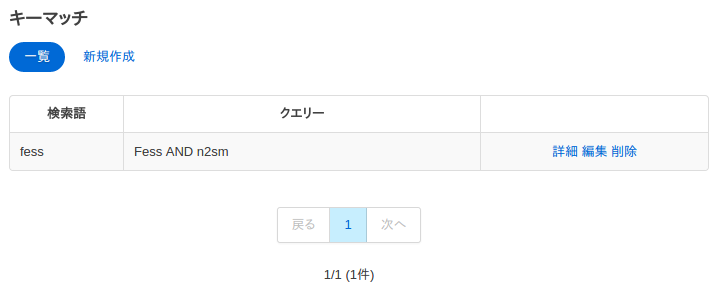 キーマッチ
一覧 新規作成
検索語 クエリー
fess Fess AND n2sm 詳細 編集 削除
戻る 1 次へ
1/1 (1件)